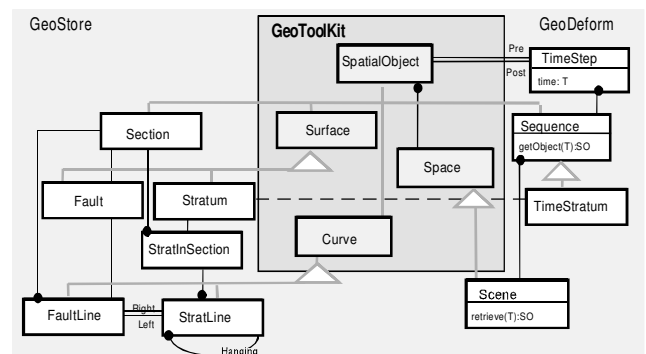 GeoStore
GeoToolKit
GeoDeform
SpatialObject
Pre
Post
TimeStep
time: T
Section
Surface
Sequence
getObject(T):SO
Space
Fault
Stratum
TimeStratum
StratInSection
Curve
Scene
retrieve(T):SO
FaultLine
Right
Left
StratLine
Hanging